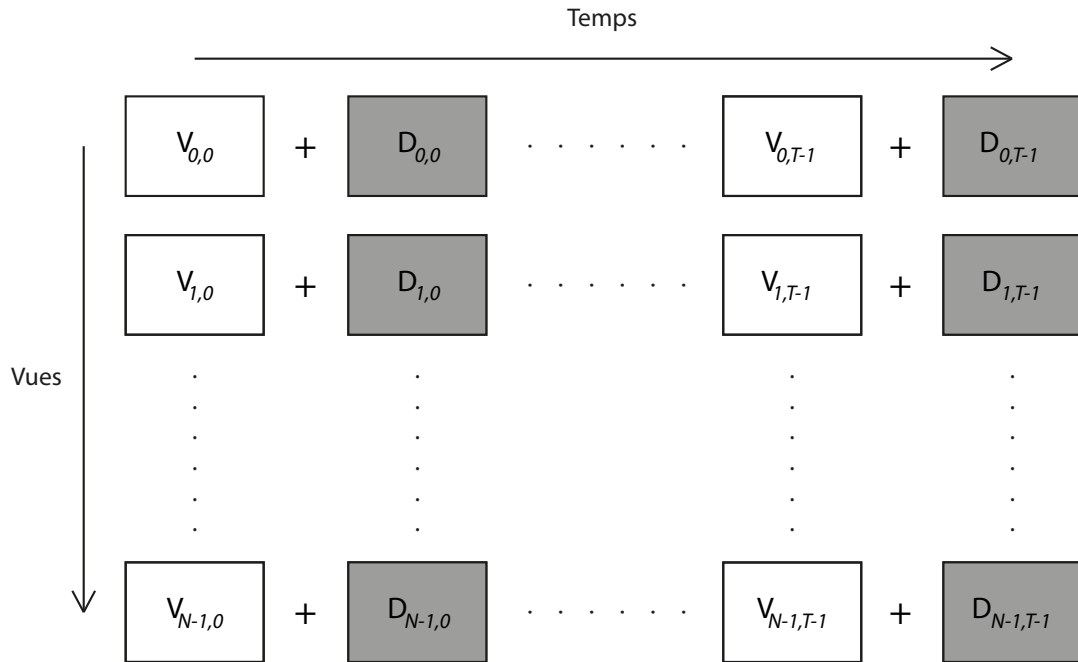 Temps
V0,0 + D0,0 · · · · · · V0,T-1 + D0,T-1
V1,0 + D1,0 · · · · · · V1,T-1 + D1,T-1
Vues
VN-1,0 + DN-1,0 · · · · · · VN-1,T-1 + DN-1,T-1